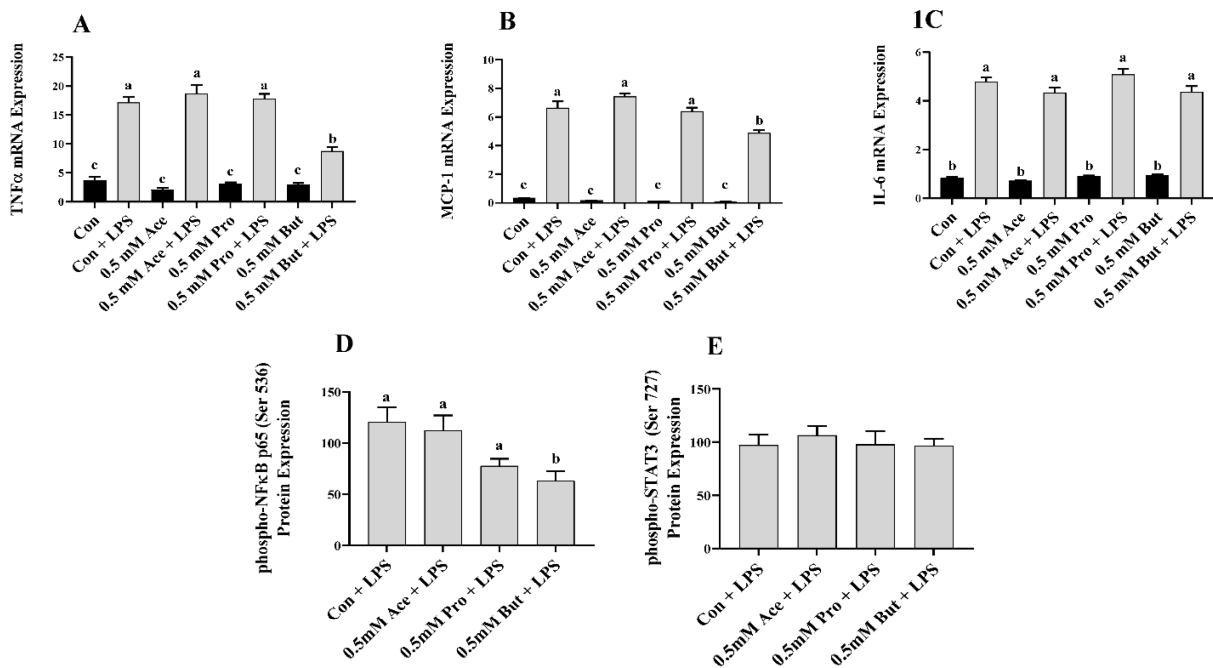 A
TNFα mRNA Expression
25
20
15
10
5
0
c
a
c
a
c
a
c
b
Con
Con + LPS
0.5 mM Ace
0.5 mM Ace + LPS
0.5 mM Pro
0.5 mM Pro + LPS
0.5 mM But
0.5 mM But + LPS
B
MCP-1 mRNA Expression
10
8
6
4
2
0
c
a
c
a
c
a
c
b
Con
Con + LPS
0.5 mM Ace
0.5 mM Ace + LPS
0.5 mM Pro
0.5 mM Pro + LPS
0.5 mM But
0.5 mM But + LPS
1C
IL-6 mRNA Expression
6
4
2
0
b
a
b
a
b
a
b
a
Con
Con + LPS
0.5 mM Ace
0.5 mM Ace + LPS
0.5 mM Pro
0.5 mM Pro + LPS
0.5 mM But
0.5 mM But + LPS
D
phospho-NFκB p65 (Ser 536)
Protein Expression
150
100
50
0
a
a
a
b
Con + LPS
0.5mM Ace + LPS
0.5mM Pro + LPS
0.5mM But + LPS
E
phospho-STAT3 (Ser 727)
Protein Expression
150
100
50
0
Con + LPS
0.5mM Ace + LPS
0.5mM Pro + LPS
0.5mM But + LPS